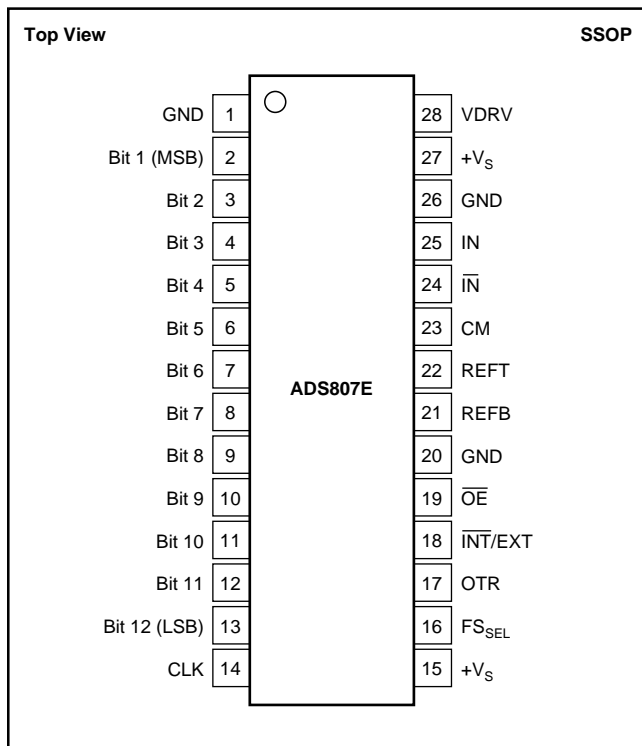 Top View SSOP
GND 1 28 VDRV
Bit 1 (MSB) 2 27 +VS
Bit 2 3 26 GND
Bit 3 4 25 IN
Bit 4 5 24 I̅N̅
Bit 5 6 23 CM
Bit 6 7 22 REFT
ADS807E
Bit 7 8 21 REFB
Bit 8 9 20 GND
Bit 9 10 19 O̅E̅
Bit 10 11 18 I̅N̅T̅/EXT
Bit 11 12 17 OTR
Bit 12 (LSB) 13 16 FSSEL
CLK 14 15 +VS